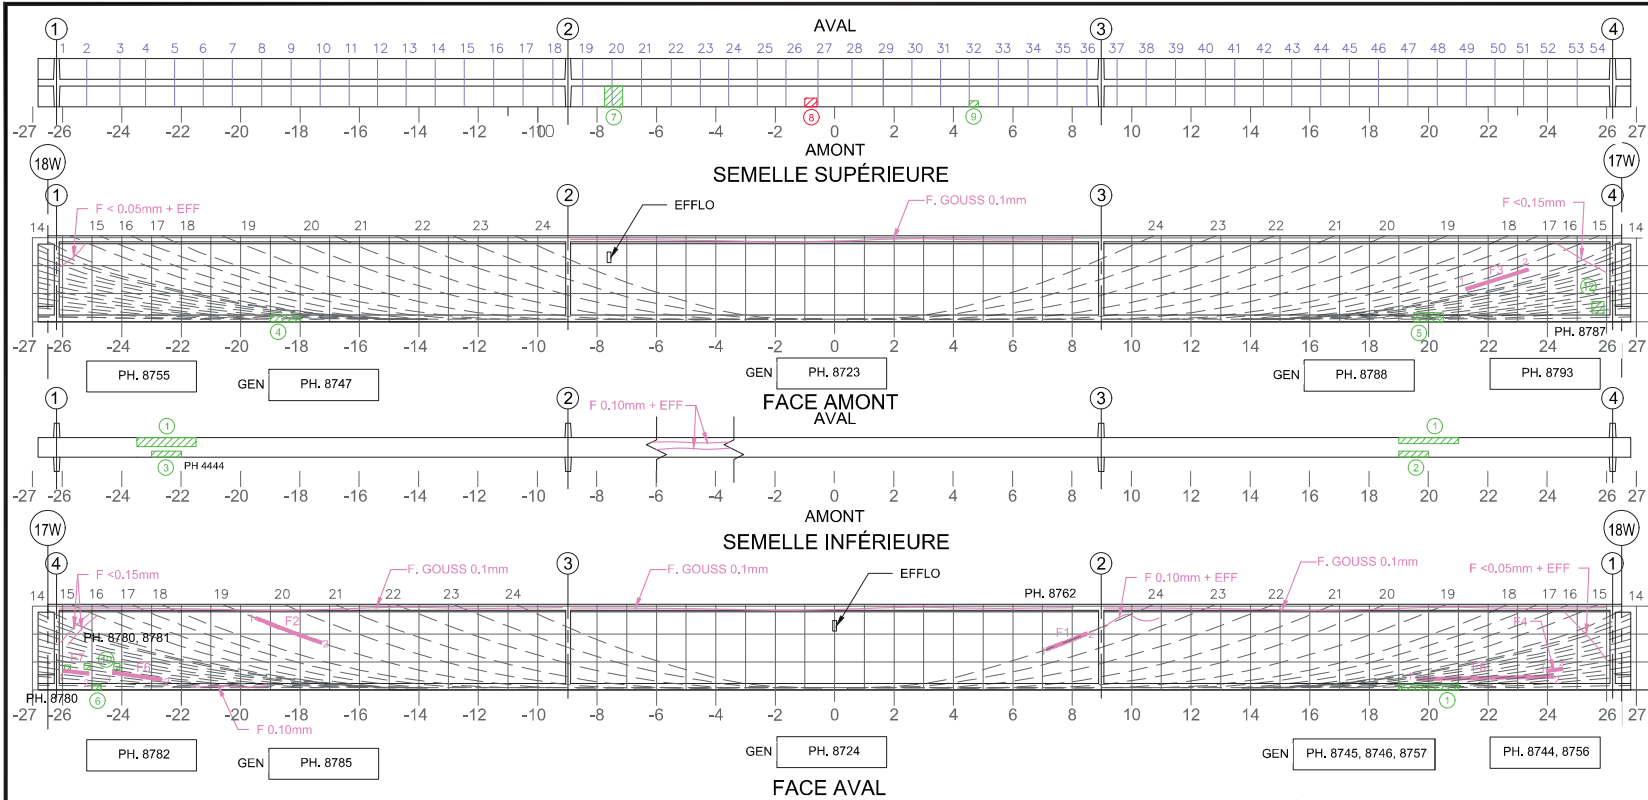 AVAL
1 2 3 4
1 2 3 4 5 6 7 8 9 10 11 12 13 14 15 16 17 18 19 20 21 22 23 24 25 26 27 28 29 30 31 32 33 34 35 36 37 38 39 40 41 42 43 44 45 46 47 48 49 50 51 52 53 54
7 8 9
-27 -26 -24 -22 -20 -18 -16 -14 -12 -8 -6 -4 -2 0 2 4 6 8 10 12 14 16 18 20 22 24 26 27
AMONT
SEMELLE SUPÉRIEURE
18W 17W
1 2 3 4
F < 0.05mm + EFF EFFLO F. GOUSS 0.1mm F <0.15mm
14 15 16 17 18 19 20 21 22 23 24 24 23 22 21 20 19 18 17 16 15 14
1 F3 2
4 5
PH. 8787
-27 -26 -24 -22 -20 -18 -16 -14 -12 -10 -8 -6 -4 -2 0 2 4 6 8 10 12 14 16 18 20 22 24 26 27
PH. 8755 GEN PH. 8747 GEN PH. 8723 GEN PH. 8788 PH. 8793
FACE AMONT
AVAL
1 2 3 4
F 0.10mm + EFF
1 1
3 PH 4444 2
-27 -26 -24 -22 -20 -18 -16 -14 -12 -10 -8 -6 -4 -2 0 2 4 6 8 10 12 14 16 18 20 22 24 26 27
AMONT
SEMELLE INFÉRIEURE
17W 18W
4 3 2 1
F <0.15mm F. GOUSS 0.1mm F. GOUSS 0.1mm EFFLO F 0.10mm + EFF F. GOUSS 0.1mm F <0.05mm + EFF
PH. 8762
14 15 16 17 18 19 20 21 22 23 24 24 23 22 21 20 19 18 17 16 15 14
1 F2 2 F1 2 F4
PH. 8780, 8781
F7 F6
PH. 8780 6 1
F 0.10mm
-27 -26 -24 -22 -20 -18 -16 -14 -12 -10 -8 -6 -4 -2 0 2 4 6 8 10 12 14 16 18 20 22 24 26 27
PH. 8782 GEN PH. 8785 GEN PH. 8724 GEN PH. 8745, 8746, 8757 PH. 8744, 8756
FACE AVAL